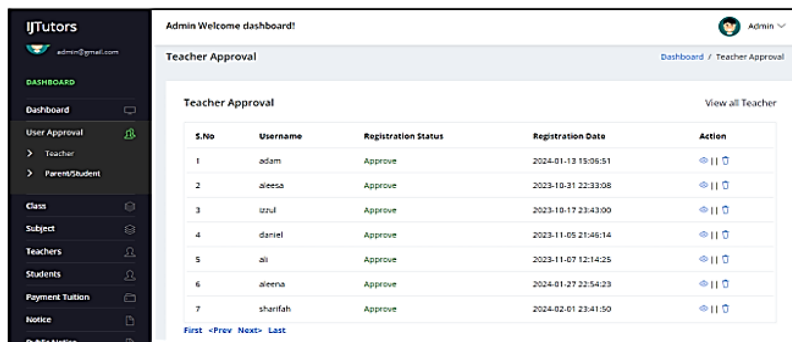 IJTutors
admin@gmail.com
DASHBOARD
Dashboard
User Approval
> Teacher
> Parent/Student
Class
Subject
Teachers
Students
Payment Tuition
Notice
Public Notice
Admin Welcome dashboard!
Admin
Teacher Approval
Dashboard / Teacher Approval
Teacher Approval
View all Teacher
S.No Username Registration Status Registration Date Action
1 adam Approve 2024-01-13 15:06:51 ||
2 aleesa Approve 2023-10-31 22:33:08 ||
3 izzul Approve 2023-10-17 23:43:00 ||
4 daniel Approve 2023-11-05 21:46:14 ||
5 ali Approve 2023-11-07 12:14:25 ||
6 aleena Approve 2024-01-27 22:54:23 ||
7 sharifah Approve 2024-02-01 23:41:50 ||
First <Prev Next> Last